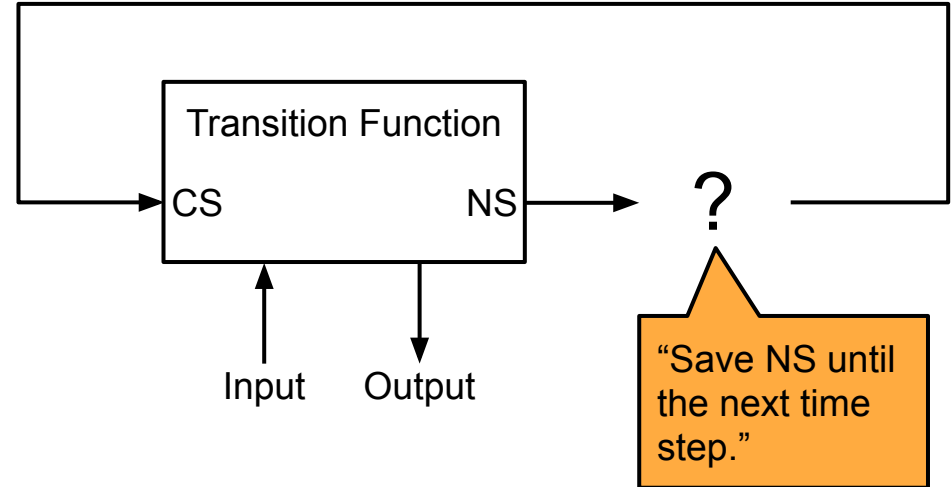 Transition Function
CS
NS
?
Input
Output
“Save NS until
the next time
step.”